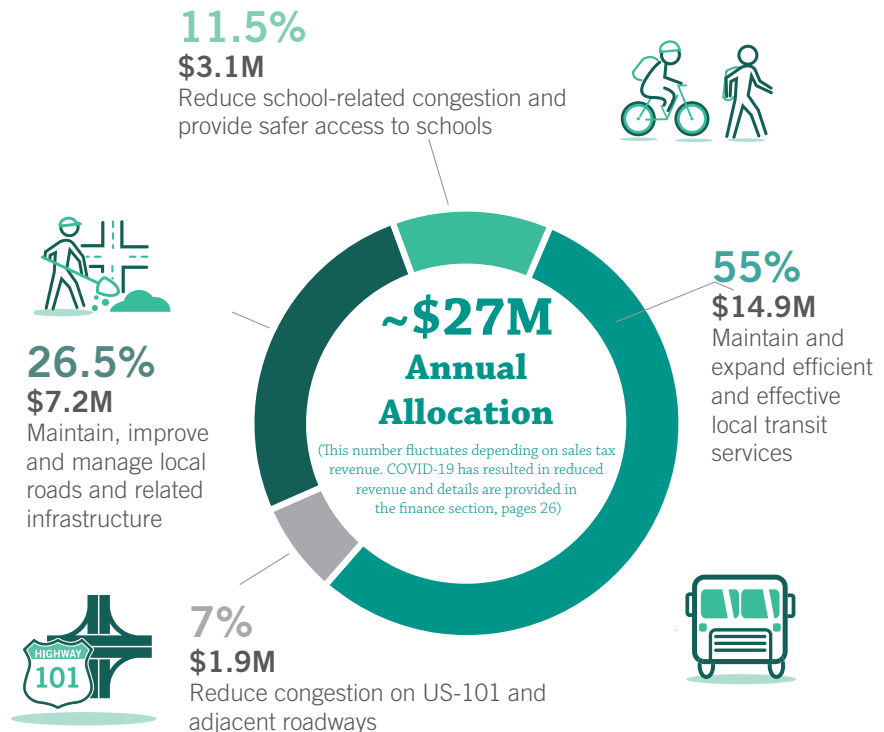 11.5%
$3.1M
Reduce school-related congestion and
provide safer access to schools
55%
$14.9M
Maintain and
expand efficient
and effective
local transit
services
~$27M
Annual
Allocation
(This number fluctuates depending on sales tax
revenue. COVID-19 has resulted in reduced
revenue and details are provided in
the finance section, pages 26)
26.5%
$7.2M
Maintain, improve
and manage local
roads and related
infrastructure
7%
$1.9M
Reduce congestion on US-101 and
adjacent roadways
HIGHWAY
101